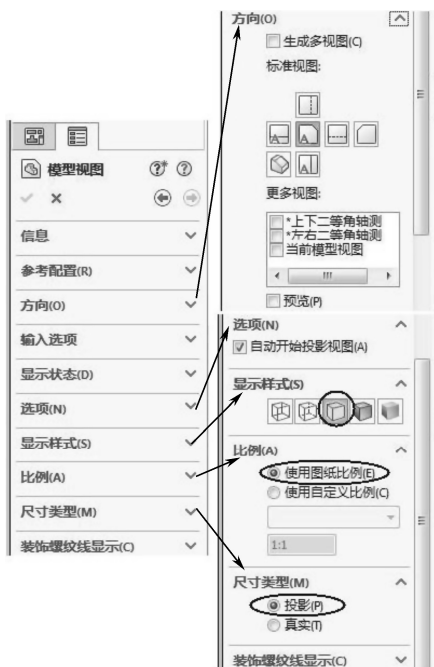 模型视图
信息
参考配置(R)
方向(O)
输入选项
显示状态(D)
选项(N)
显示样式(S)
比例(A)
尺寸类型(M)
装饰螺纹线显示(C)
方向(O)
生成多视图(C)
标准视图:
更多视图:
*上下二等角轴测
*左右二等角轴测
当前模型视图
预览(P)
选项(N)
自动开始投影视图(A)
显示样式(S)
比例(A)
使用图纸比例(E)
使用自定义比例(C)
1:1
尺寸类型(M)
投影(P)
真实(T)
装饰螺纹线显示(C)